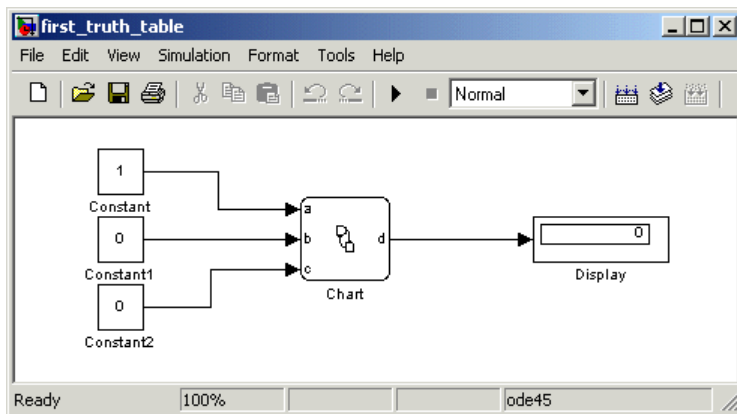 first_truth_table
File Edit View Simulation Format Tools Help
Normal
1
Constant
0
Constant1
0
Constant2
a
b
c
d
Chart
0
Display
Ready 100% ode45